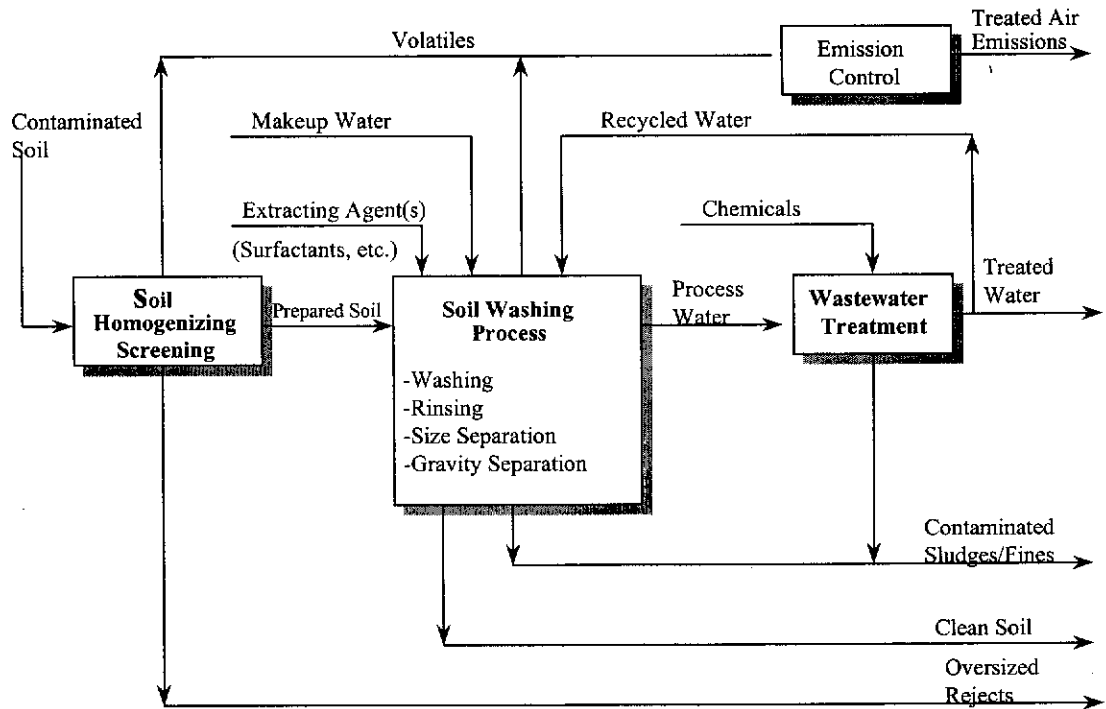 Treated Air
Emissions
Volatiles
Emission
Control
Contaminated
Soil
Makeup Water
Recycled Water
Extracting Agent(s)
(Surfactants, etc.)
Chemicals
Soil
Homogenizing
Screening
Prepared Soil
Soil Washing
Process
-Washing
-Rinsing
-Size Separation
-Gravity Separation
Process
Water
Wastewater
Treatment
Treated
Water
Contaminated
Sludges/Fines
Clean Soil
Oversized
Rejects